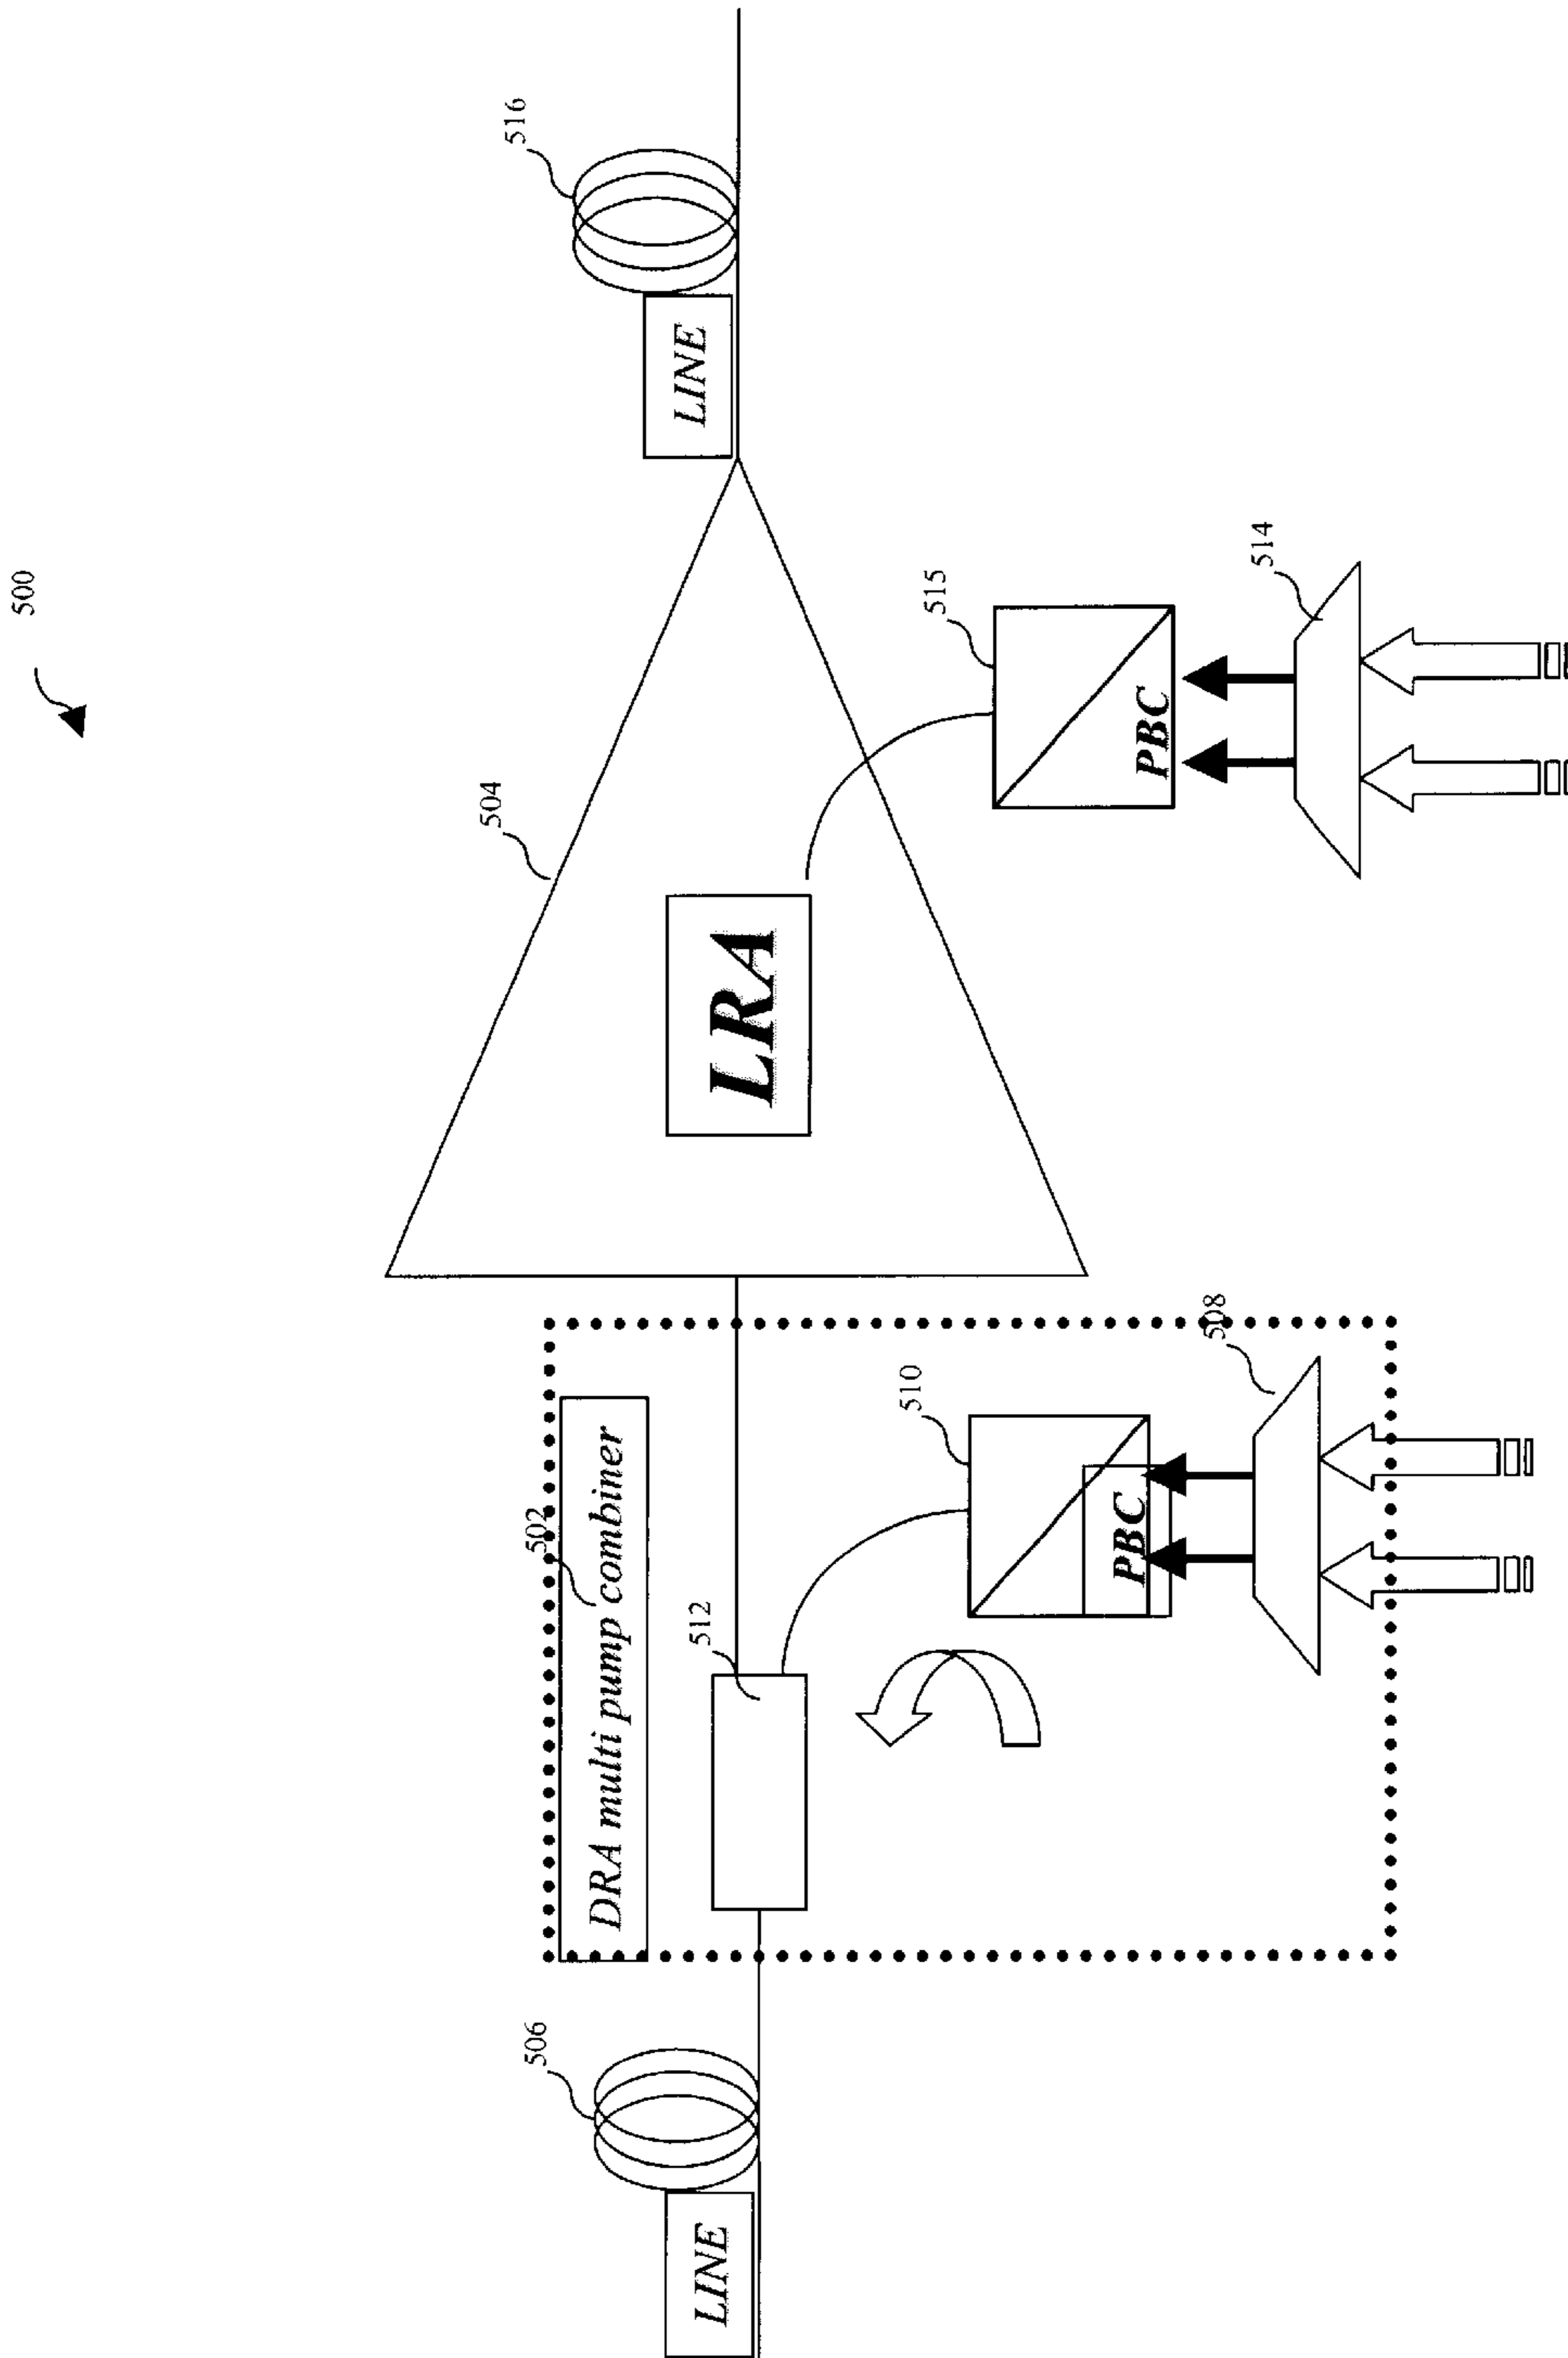 500
516
LINE
504
LRA
515
PBC
514
502
DRA multi pump combiner
512
510
PBC
508
506
LINE